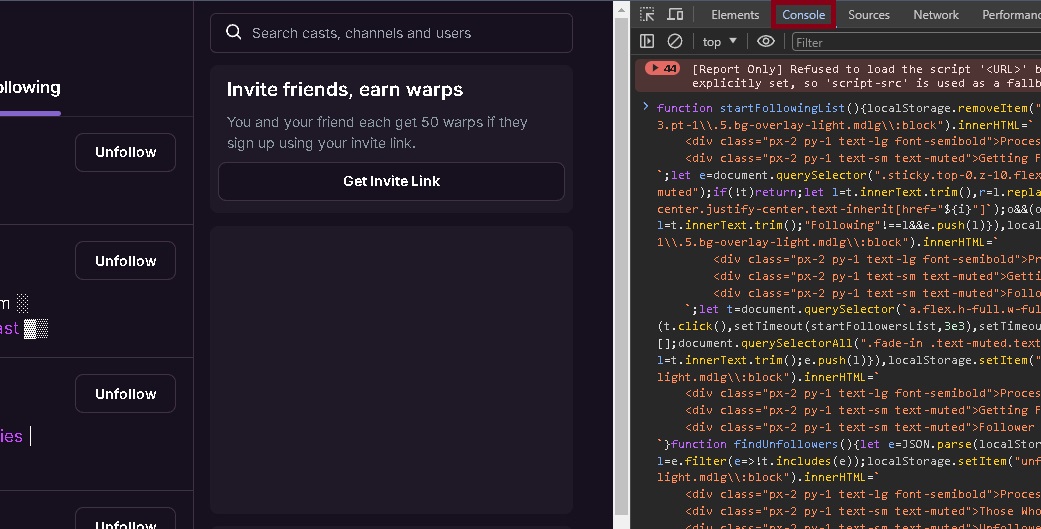 ollowing
Unfollow
Unfollow
m
ast
Unfollow
ies
Unfollow
Search casts, channels and users
Invite friends, earn warps
You and your friend each get 50 warps if they
sign up using your invite link.
Get Invite Link
Elements Console Sources Network Performanc
top Filter
44 [Report Only] Refused to load the script '<URL>' b
explicitly set, so 'script-src' is used as a fallb
function startFollowingList(){localStorage.removeItem("
3.pt-1\\.5.bg-overlay-light.mdlg\\:block").innerHTML=`
<div class="px-2 py-1 text-lg font-semibold">Proces
<div class="px-2 py-1 text-sm text-muted">Getting F
`;let e=document.querySelector(".sticky.top-0.z-10.flex
muted");if(!t)return;let l=t.innerText.trim(),r=l.repla
center.justify-center.text-inherit[href="${i}"]`);o&&(o
l=t.innerText.trim();"Following"!==l&&e.push(l)}),local
1\\.5.bg-overlay-light.mdlg\\:block").innerHTML=`
<div class="px-2 py-1 text-lg font-semibold">Pr
<div class="px-2 py-1 text-sm text-muted">Getti
<div class="px-2 py-1 text-sm text-muted">Follo
`;let t=document.querySelector(`a.flex.h-full.w-ful
(t.click(),setTimeout(startFollowersList,3e3),setTimeou
[];document.querySelectorAll(".fade-in .text-muted.text
l=t.innerText.trim();e.push(l)}),localStorage.setItem("
light.mdlg\\:block").innerHTML=`
<div class="px-2 py-1 text-lg font-semibold">Proces
<div class="px-2 py-1 text-sm text-muted">Getting F
<div class="px-2 py-1 text-sm text-muted">Follower
`}function findUnfollowers(){let e=JSON.parse(localStor
l=e.filter(e=>!t.includes(e));localStorage.setItem("unf
light.mdlg\\:block").innerHTML=`
<div class="px-2 py-1 text-lg font-semibold">Proces
<div class="px-2 py-1 text-sm text-muted">Those Who
<div class="px-2 py-1 text-sm text-muted">Unfollowe